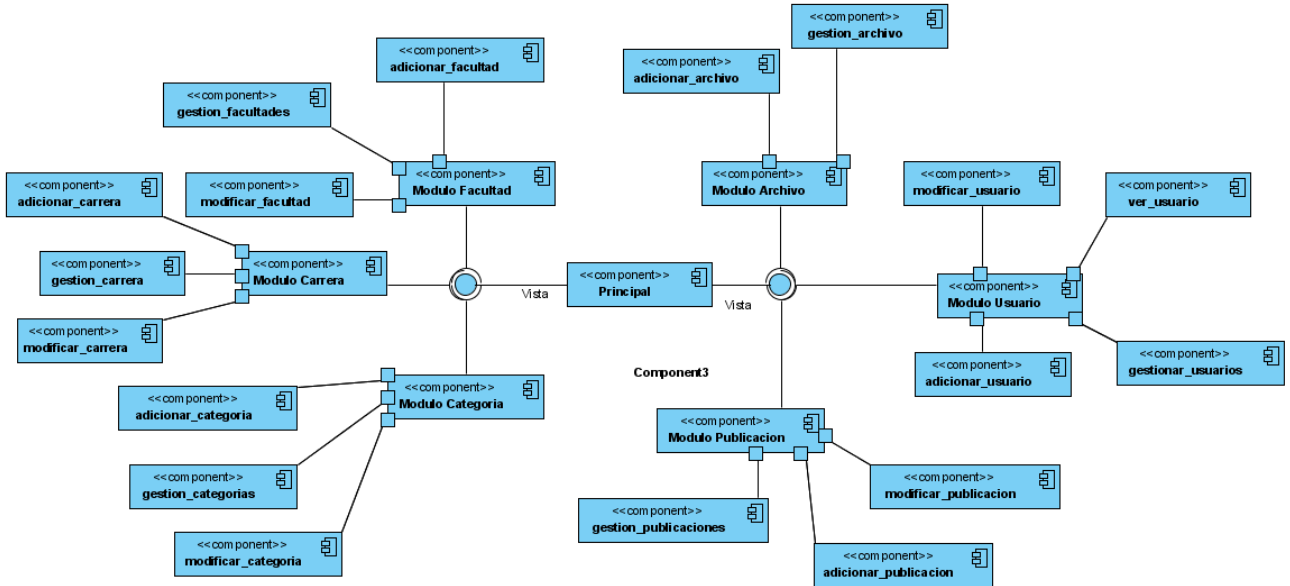 <<component>>
gestion_archivo
<<component>>
adicionar_facultad
<<component>>
adicionar_archivo
<<component>>
gestion_facultades
<<component>>
Modulo Facultad
<<component>>
Modulo Archivo
<<component>>
modificar_usuario
<<component>>
ver_usuario
<<component>>
adicionar_carrera
<<component>>
modificar_facultad
<<component>>
gestion_carrera
<<component>>
Modulo Carrera
Vista
<<component>>
Principal
Vista
<<component>>
Modulo Usuario
<<component>>
modificar_carrera
<<component>>
adicionar_usuario
<<component>>
gestionar_usuarios
Component3
<<component>>
Modulo Categoria
<<component>>
adicionar_categoria
<<component>>
Modulo Publicacion
<<component>>
gestion_categorias
<<component>>
modificar_publicacion
<<component>>
gestion_publicaciones
<<component>>
modificar_categoria
<<component>>
adicionar_publicacion